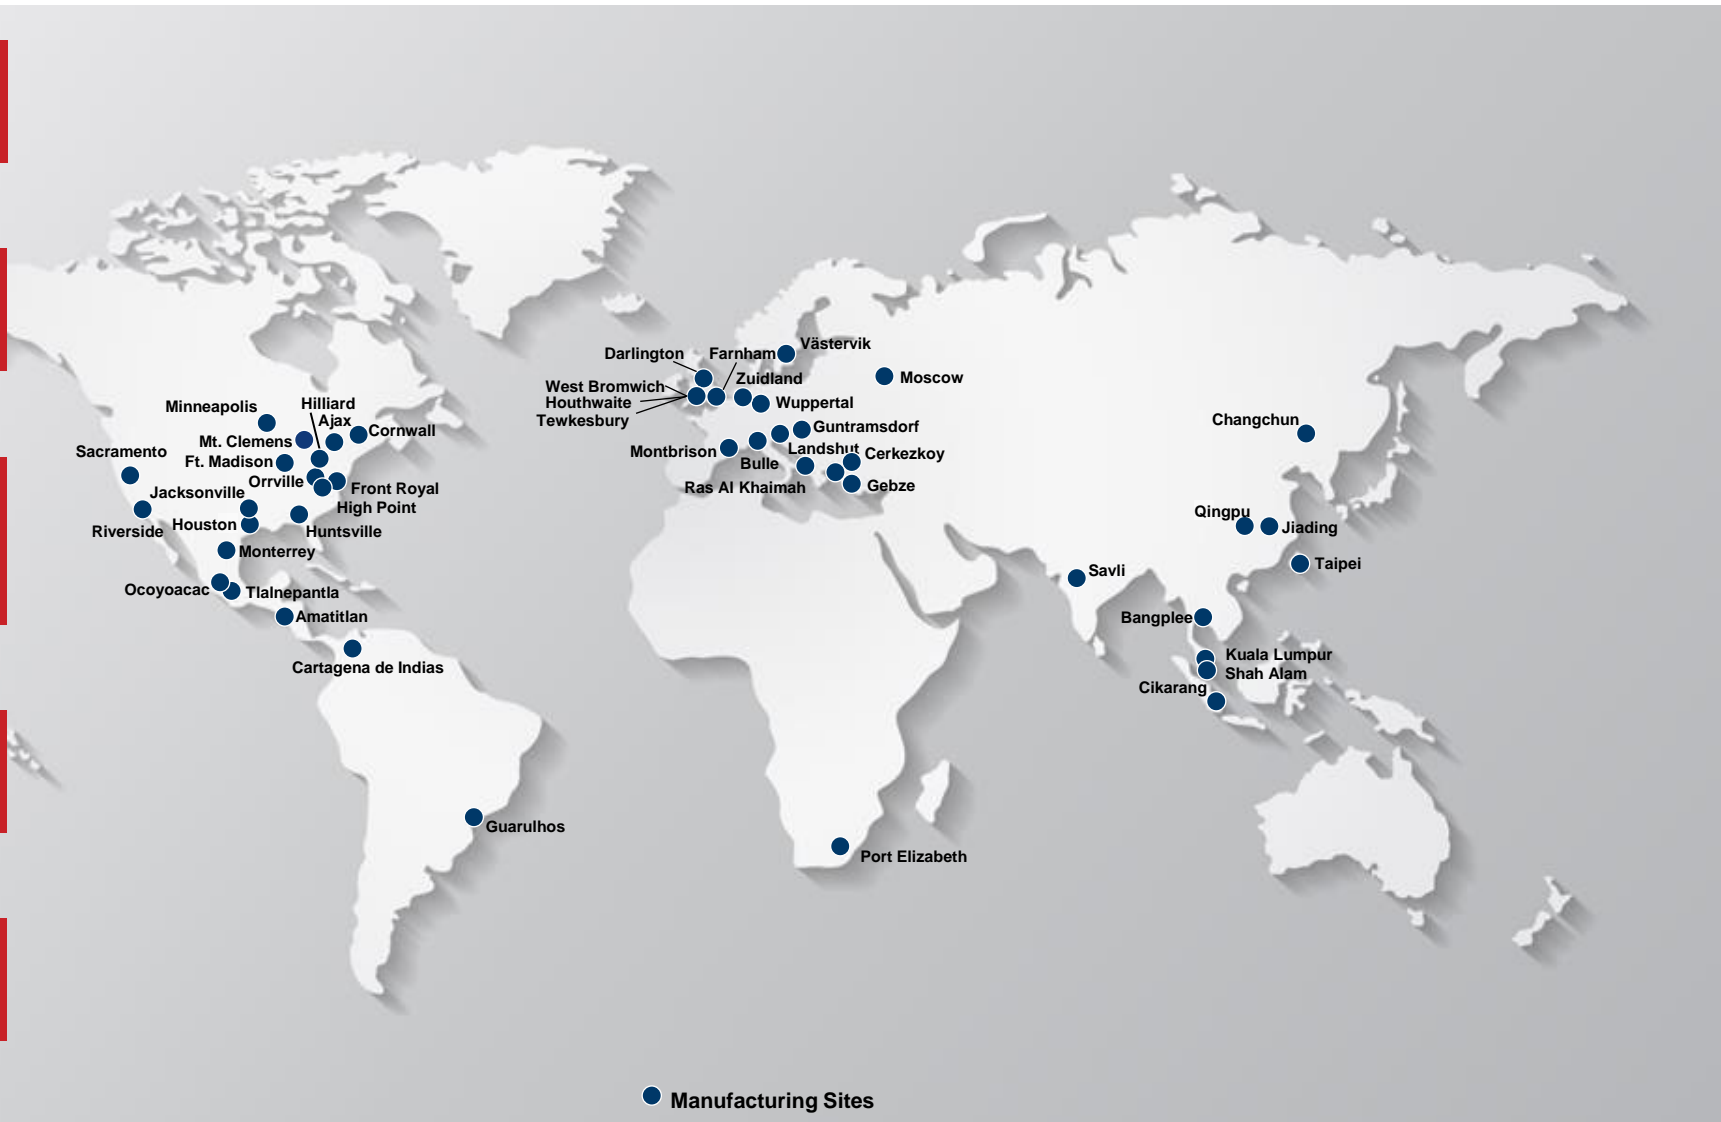 Västervik
Darlington
Farnham
Zuidland
Moscow
West Bromwich
Houthwaite
Tewkesbury
Wuppertal
Hilliard
Minneapolis
Ajax
Cornwall
Mt. Clemens
Guntramsdorf
Changchun
Sacramento
Ft. Madison
Montbrison
Landshut
Cerkezkoy
Bulle
Orrville
Front Royal
Ras Al Khaimah
Gebze
Jacksonville
High Point
Houston
Riverside
Huntsville
Qingpu
Jiading
Monterrey
Taipei
Savli
Ocoyoacac
Tlalnepantla
Amatitlan
Bangplee
Cartagena de Indias
Kuala Lumpur
Shah Alam
Cikarang
Guarulhos
Port Elizabeth
Manufacturing Sites